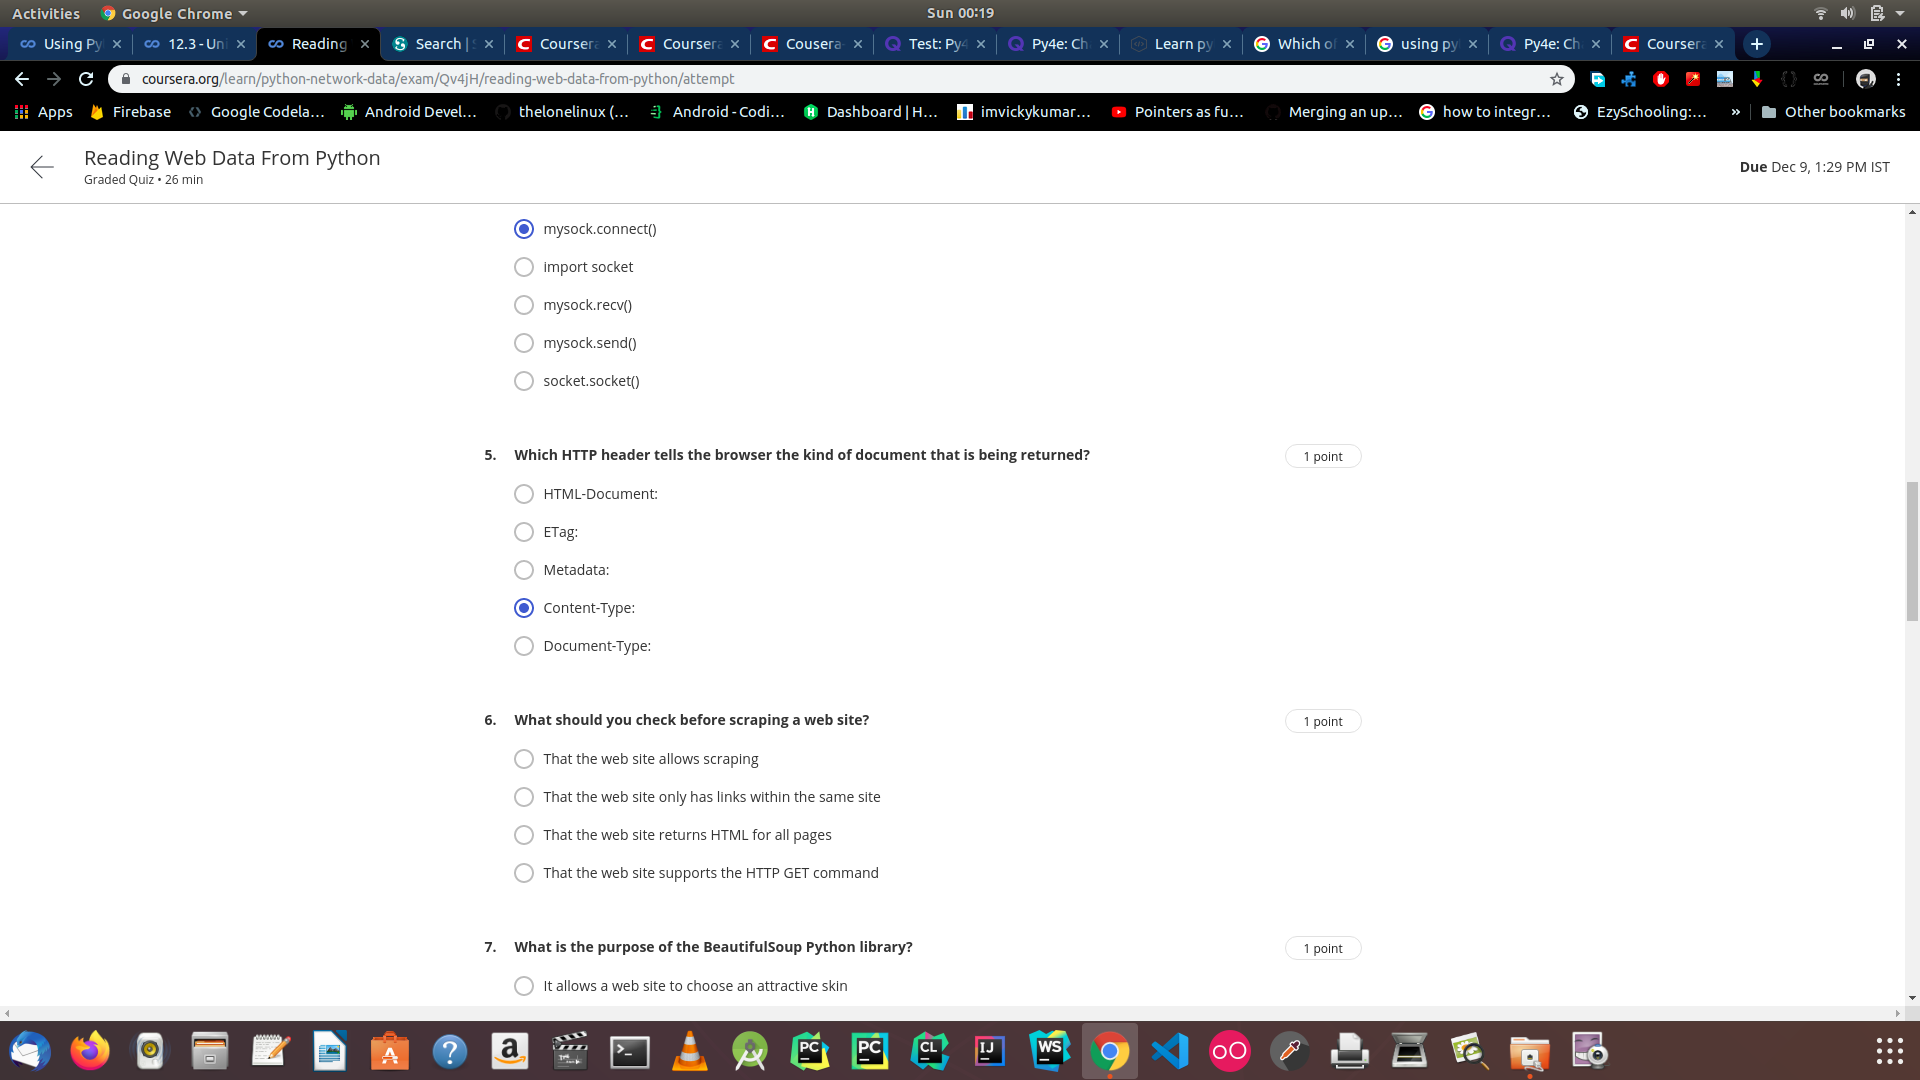 Activities Google Chrome Sun 00:19
Using Py 12.3 - Uni Reading Search | Coursera Coursera Cousera Test: Py4 Py4e: Ch Learn py Which of using py Py4e: Ch Coursera
coursera.org/learn/python-network-data/exam/Qv4jH/reading-web-data-from-python/attempt
Apps Firebase Google Codela... Android Devel... thelonelinux (... Android - Codi... Dashboard | H... imvickykumar... Pointers as fu... Merging an up... how to integr... EzySchooling:... » Other bookmarks
Reading Web Data From Python
Graded Quiz • 26 min
Due Dec 9, 1:29 PM IST
mysock.connect()
import socket
mysock.recv()
mysock.send()
socket.socket()
5. Which HTTP header tells the browser the kind of document that is being returned? 1 point
HTML-Document:
ETag:
Metadata:
Content-Type:
Document-Type:
6. What should you check before scraping a web site? 1 point
That the web site allows scraping
That the web site only has links within the same site
That the web site returns HTML for all pages
That the web site supports the HTTP GET command
7. What is the purpose of the BeautifulSoup Python library? 1 point
It allows a web site to choose an attractive skin
PC PC CL IJ WS